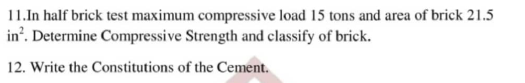 11.In half brick test maximum compressive load 15 tons and area of brick 21.5
in². Determine Compressive Strength and classify of brick.
12. Write the Constitutions of the Cement.